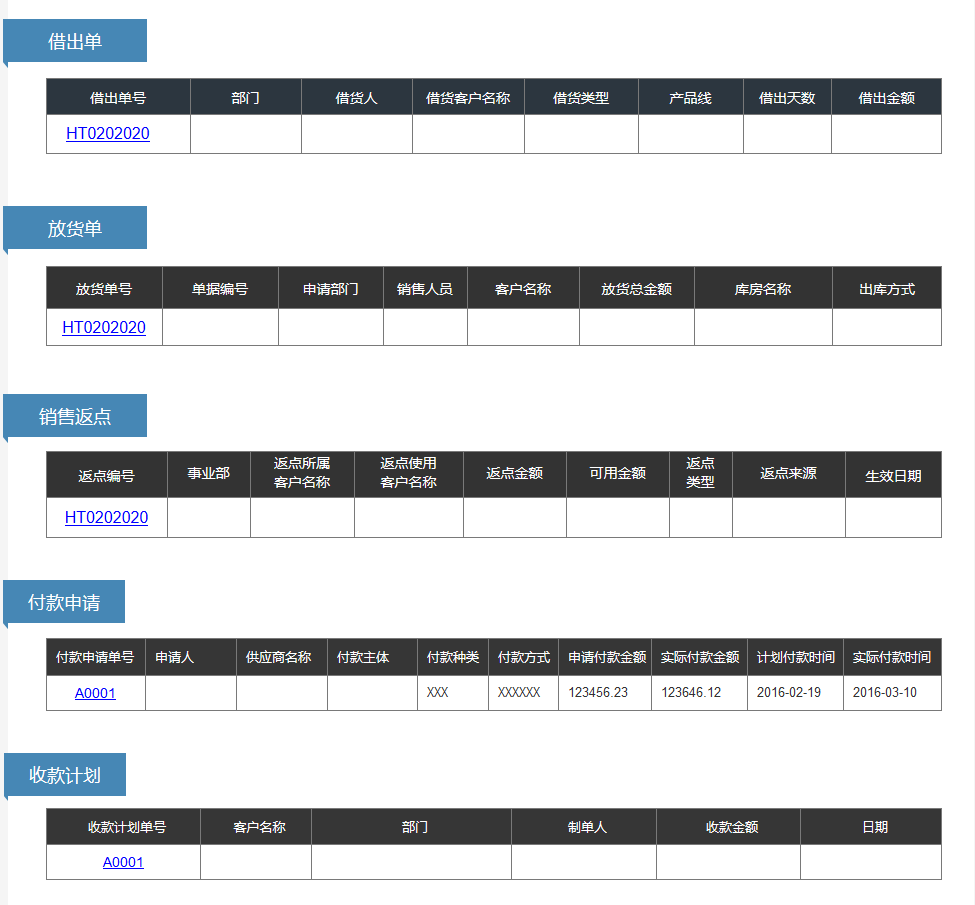 借出单
借出单号 部门 借货人 借货客户名称 借货类型 产品线 借出天数 借出金额
HT0202020
放货单
放货单号 单据编号 申请部门 销售人员 客户名称 放货总金额 库房名称 出库方式
HT0202020
销售返点
返点编号 事业部 返点所属 客户名称 返点使用 客户名称 返点金额 可用金额 返点 类型 返点来源 生效日期
HT0202020
付款申请
付款申请单号 申请人 供应商名称 付款主体 付款种类 付款方式 申请付款金额 实际付款金额 计划付款时间 实际付款时间
A0001 XXX XXXXXX 123456.23 123646.12 2016-02-19 2016-03-10
收款计划
收款计划单号 客户名称 部门 制单人 收款金额 日期
A0001